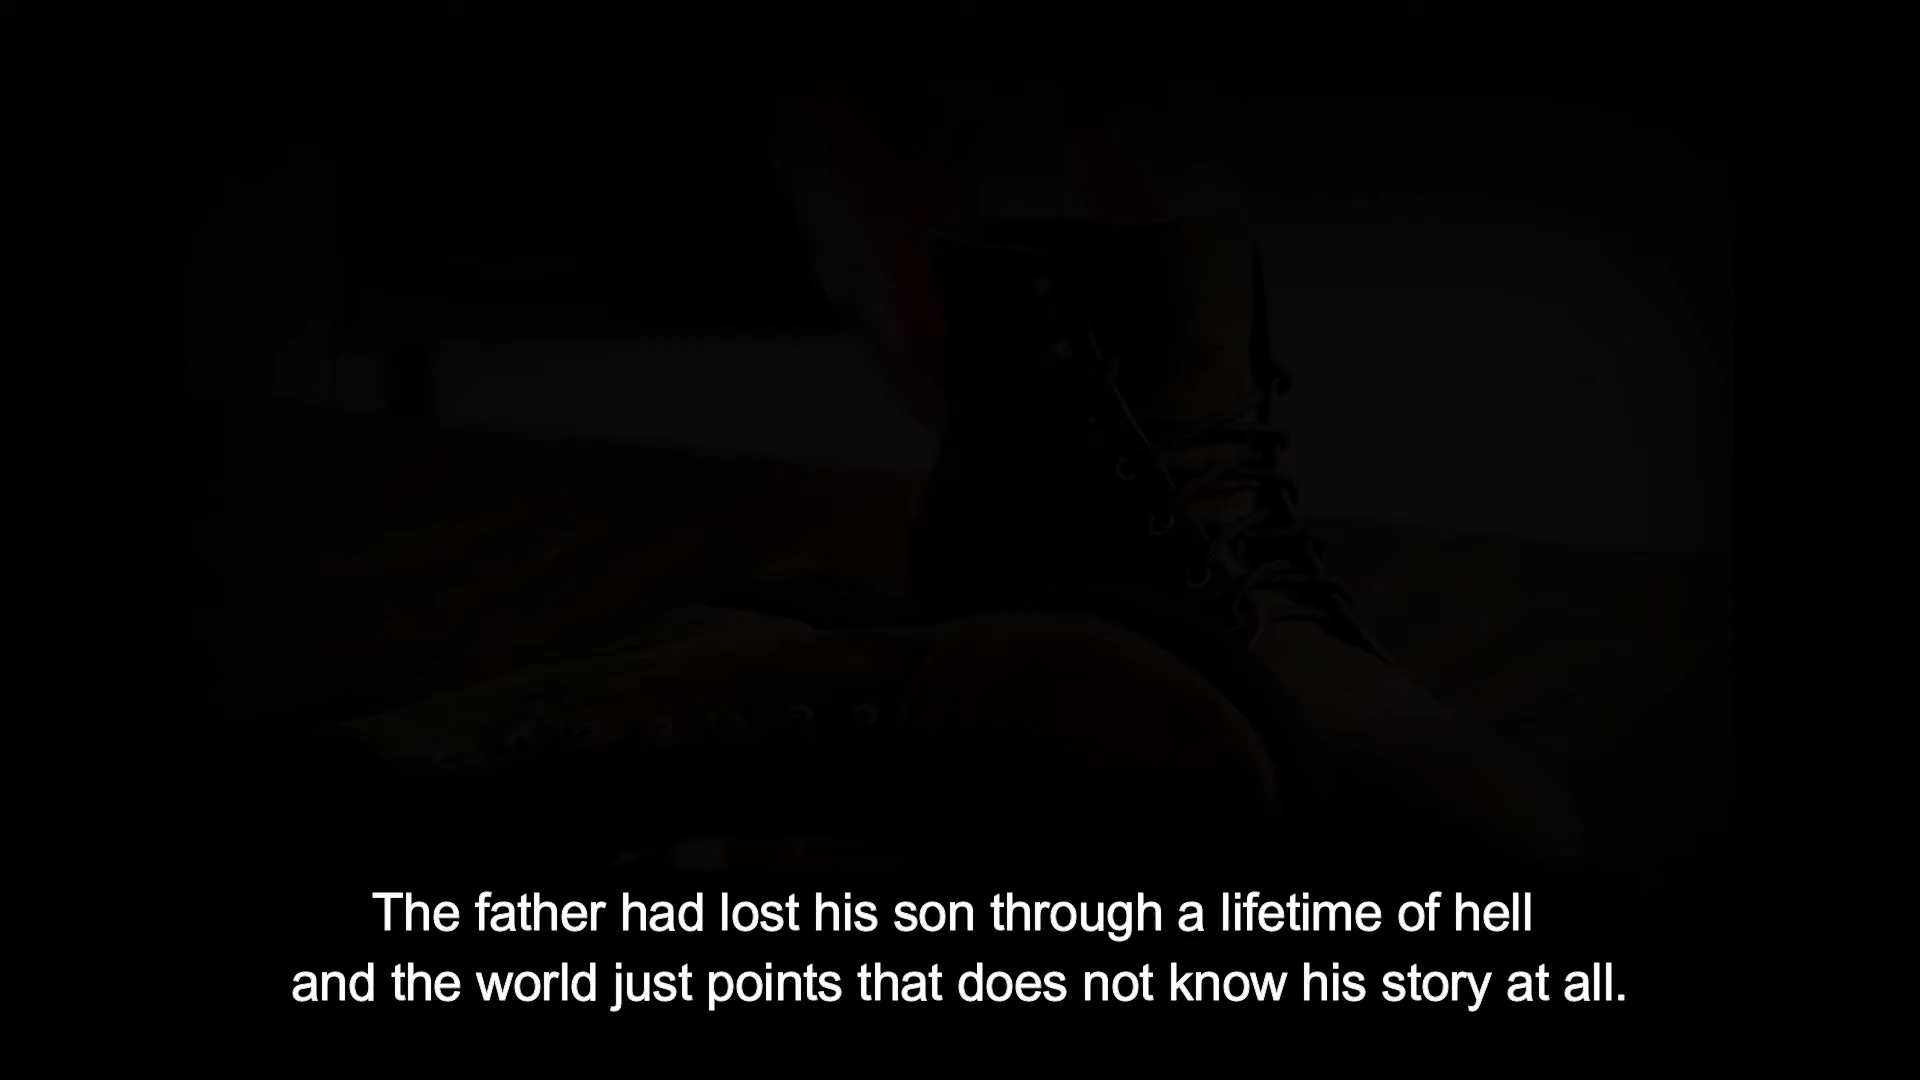 The father had lost his son through a lifetime of hell
and the world just points that does not know his story at all.